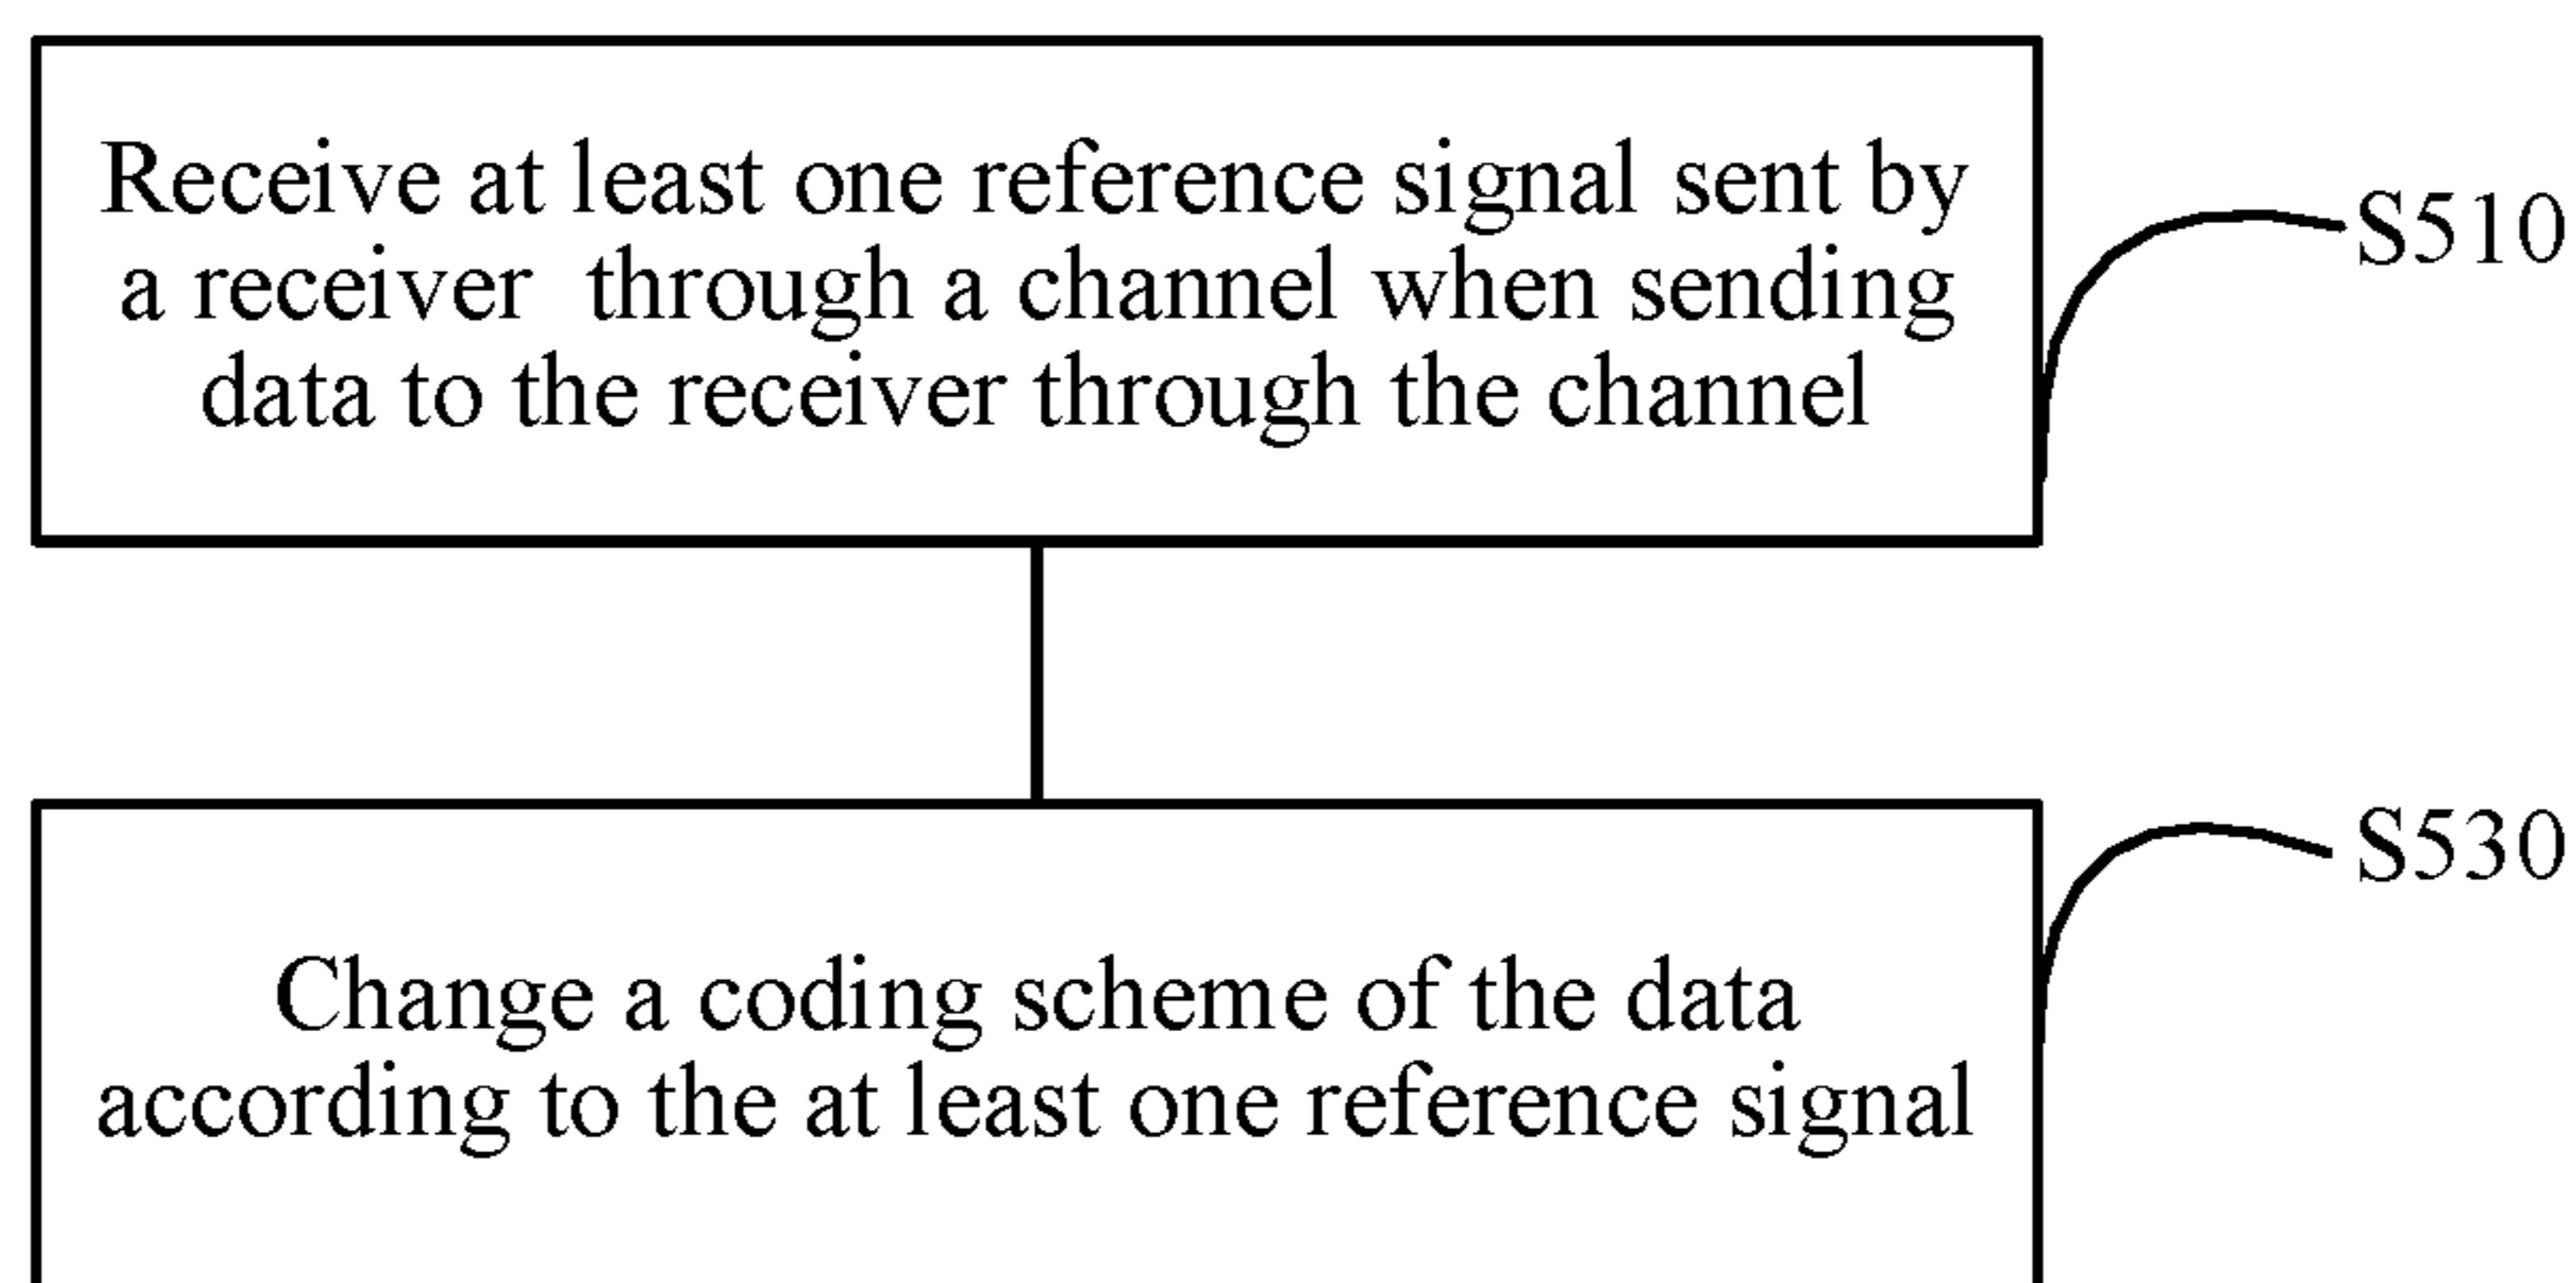 Receive at least one reference signal sent by
a receiver through a channel when sending
data to the receiver through the channel
S510
S530
Change a coding scheme of the data
according to the at least one reference signal